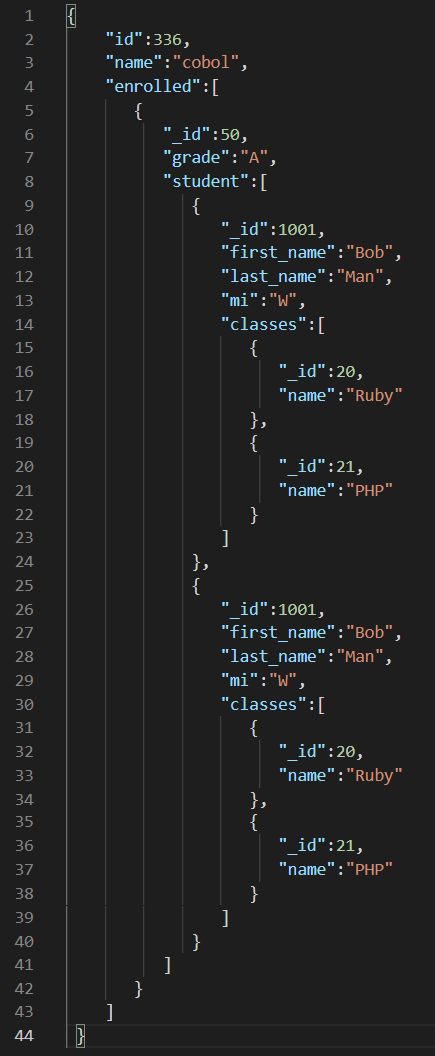 1 {
2 "id":336,
3 "name":"cobol",
4 "enrolled":[
5 {
6 "_id":50,
7 "grade":"A",
8 "student":[
9 {
10 "_id":1001,
11 "first_name":"Bob",
12 "last_name":"Man",
13 "mi":"W",
14 "classes":[
15 {
16 "_id":20,
17 "name":"Ruby"
18 },
19 {
20 "_id":21,
21 "name":"PHP"
22 }
23 ]
24 },
25 {
26 "_id":1001,
27 "first_name":"Bob",
28 "last_name":"Man",
29 "mi":"W",
30 "classes":[
31 {
32 "_id":20,
33 "name":"Ruby"
34 },
35 {
36 "_id":21,
37 "name":"PHP"
38 }
39 ]
40 }
41 ]
42 }
43 ]
44 }